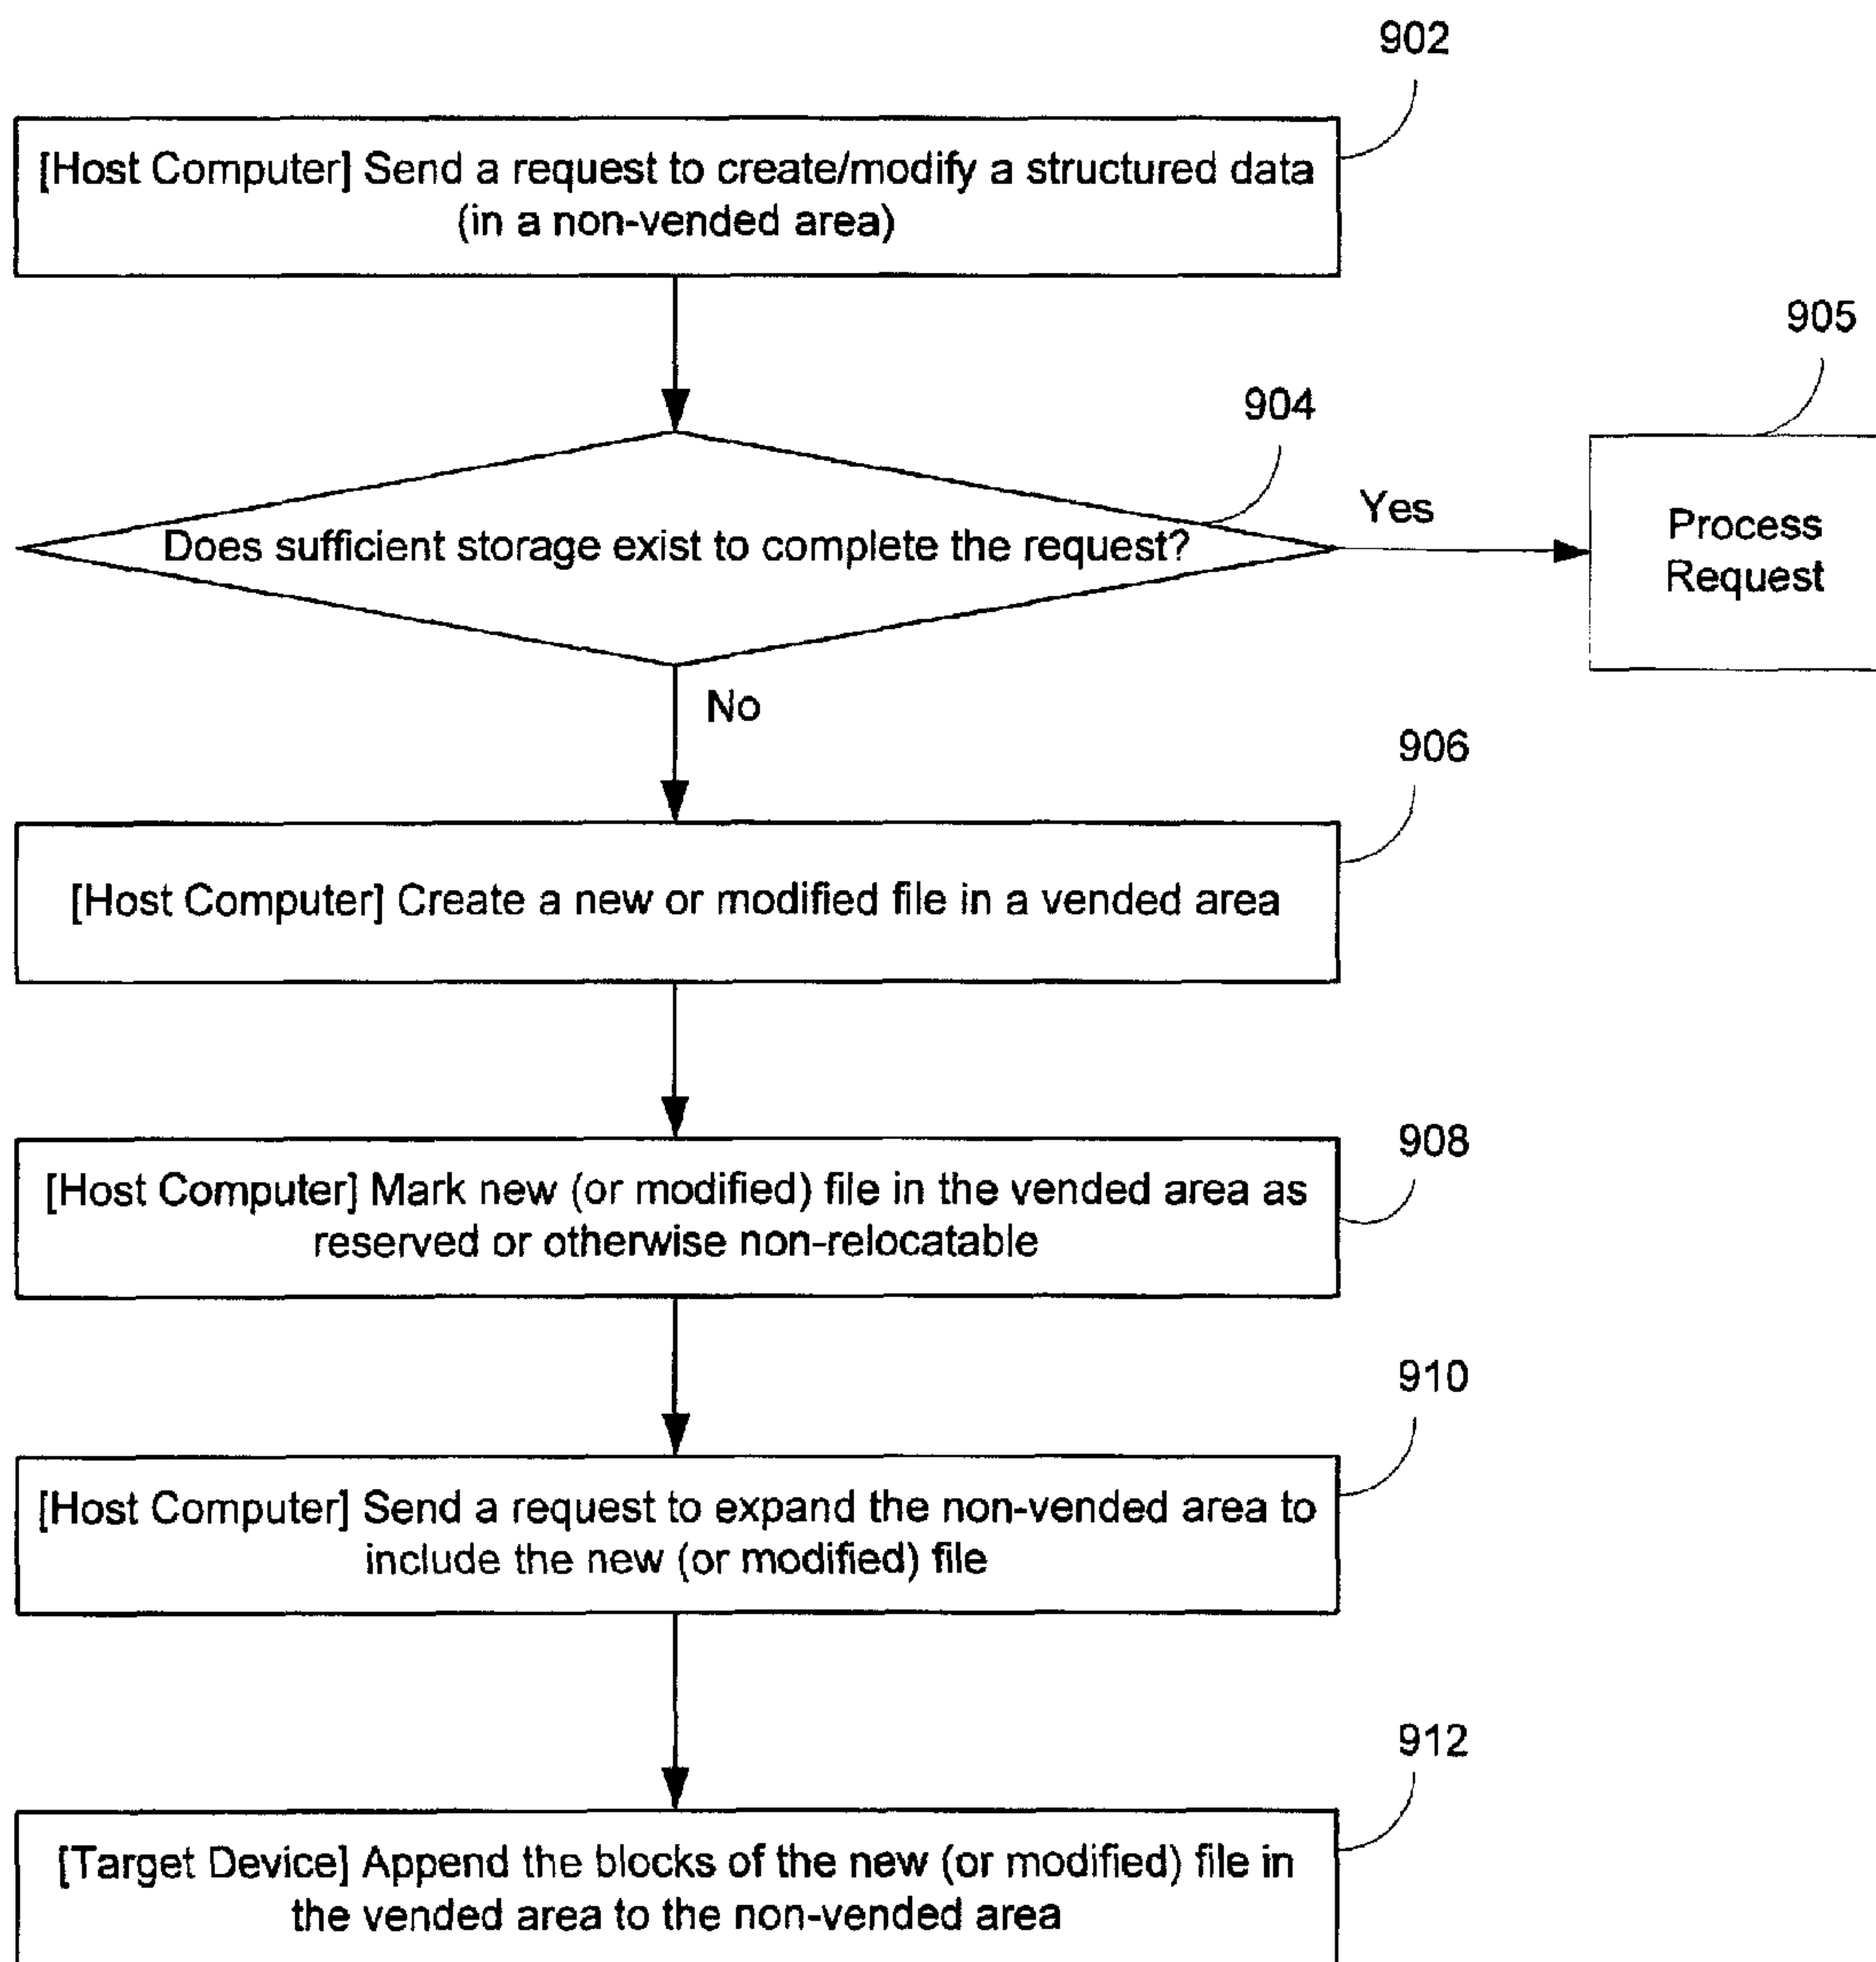 902
[Host Computer] Send a request to create/modify a structured data
(in a non-vended area)
905
904
Does sufficient storage exist to complete the request?
Yes
Process
Request
No
906
[Host Computer] Create a new or modified file in a vended area
908
[Host Computer] Mark new (or modified) file in the vended area as
reserved or otherwise non-relocatable
910
[Host Computer] Send a request to expand the non-vended area to
include the new (or modified) file
912
[Target Device] Append the blocks of the new (or modified) file in
the vended area to the non-vended area